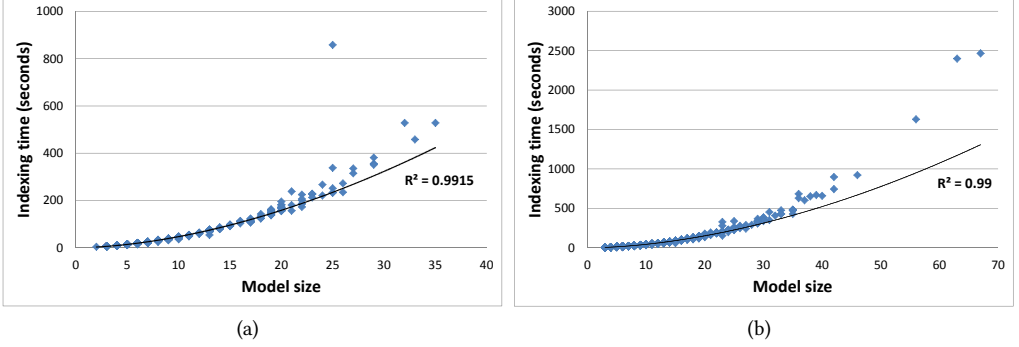 1000
800
600
400
200
0
Indexing time (seconds)
R² = 0.9915
0 5 10 15 20 25 30 35 40
Model size
(a)
3000
2500
2000
1500
1000
500
0
Indexing time (seconds)
R² = 0.99
0 10 20 30 40 50 60 70
Model size
(b)